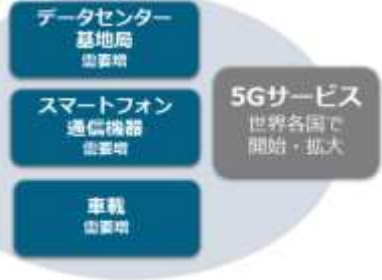 データセンター
基地局
需要増
スマートフォン
通信機器
需要増
車載
需要増
5Gサービス
世界各国で
開始・拡大